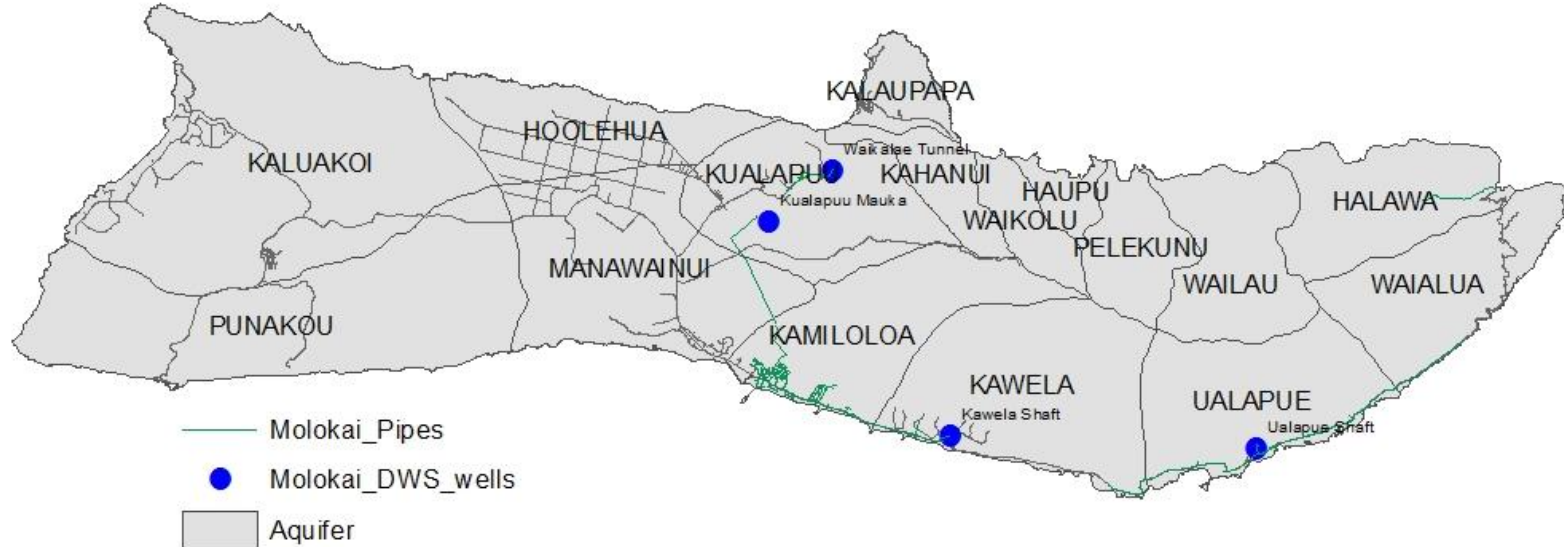 KALAUPAPA
HOOLEHUA
Waikalae Tunnel
KALUAKOI
KUALAPUU
KAHANUI
HAUPU
Kualapuu Mauka
HALAWA
WAIKOLU
PELEKUNU
MANAWAINUI
WAILAU
WAIALUA
PUNAKOU
KAMILOLOA
KAWELA
UALAPUE
Kawela Shaft
Ualapue Shaft
Molokai_Pipes
Molokai_DWS_wells
Aquifer